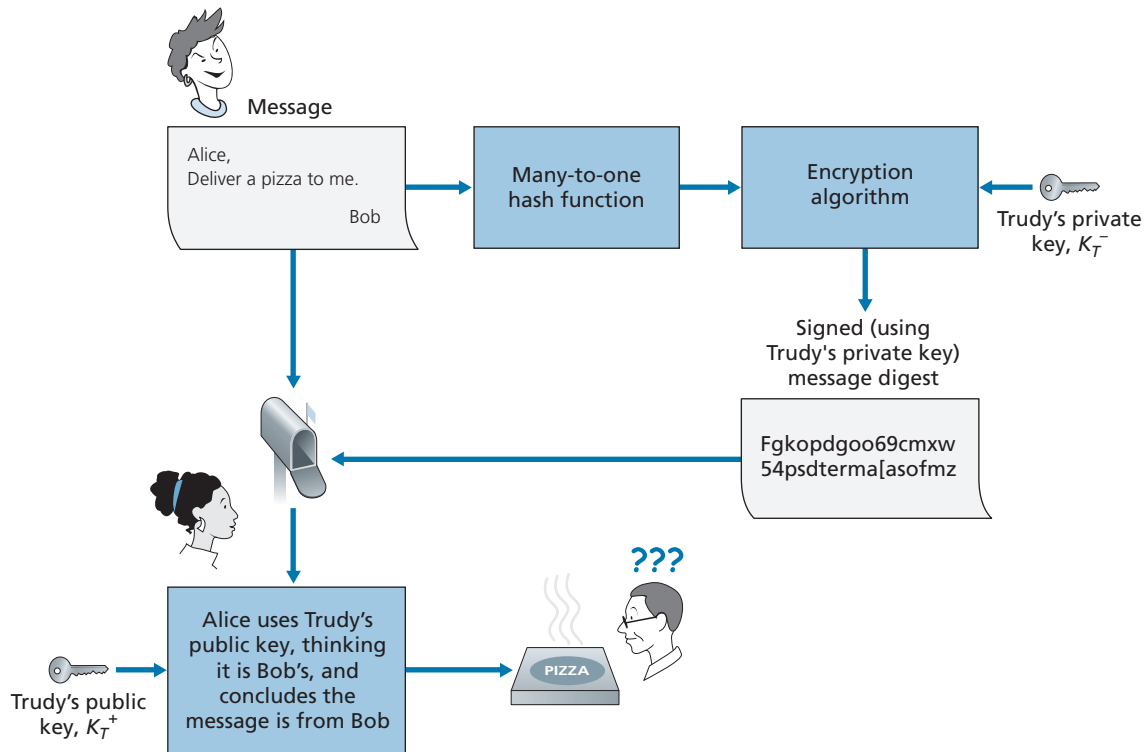 Message
Alice,
Deliver a pizza to me.
Bob
Many-to-one
hash function
Encryption
algorithm
Trudy's private
key, K_T^-
Signed (using
Trudy's private key)
message digest
Fgkopdgoo69cmxw
54psdterma[asofmz
???
Alice uses Trudy's
public key, thinking
it is Bob's, and
concludes the
message is from Bob
PIZZA
Trudy's public
key, K_T^+